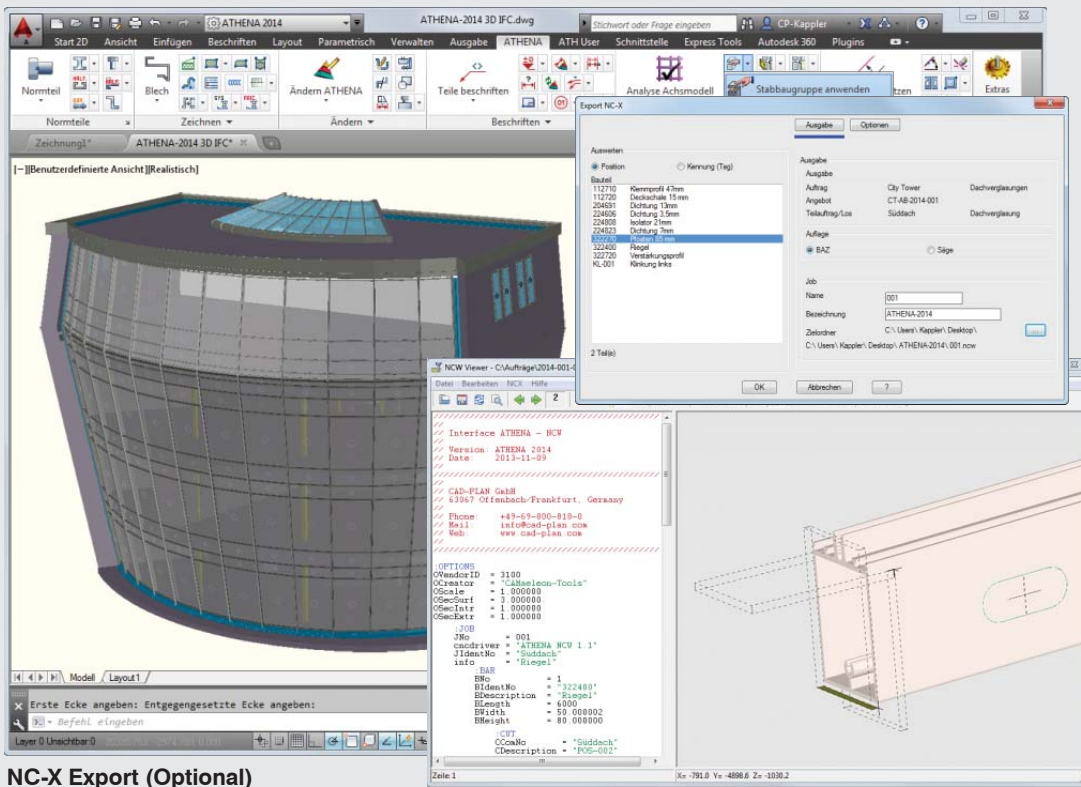 ATHENA 2014
ATHENA-2014 3D IFC.dwg
Stichwort oder Frage eingeben
CP-Kappler
Start 2D Ansicht Einfügen Beschriften Layout Parametrisch Verwalten Ausgabe ATHENA ATH User Schnittstelle Express Tools Autodesk 360 Plugins
Normteil
Blech
Ändern ATHENA
Teile beschriften
Analyse Achsmodell
Stabbaugruppe anwenden
Extras
Normteile
Zeichnen
Ändern
Beschriften
Zeichnung1*
ATHENA-2014 3D IFC*
[−][Benutzerdefinierte Ansicht][Realistisch]
Export NC-X
Ausgabe Optionen
Auswerten
Position Kennung (Tag)
Bauteil
112710 Klemmprofil 47mm
112720 Deckschale 15 mm
204691 Dichtung 13mm
224606 Dichtung 3,5mm
224808 Isolator 21mm
224823 Dichtung 7mm
322270 Pfosten 85 mm
322400 Riegel
322720 Verstärkungsprofil
KL-001 Klinkung links
2 Teil(e)
Ausgabe
Ausgabe
Auftrag City Tower Dachverglasungen
Angebot CT-AB-2014-001
Teilauftrag/Los Süddach Dachverglasung
Auflage
BAZ Säge
Job
Name 001
Bezeichnung ATHENA-2014
Zielordner C:\ Users\ Kappler\ Desktop\
C:\ Users\ Kappler\ Desktop\ ATHENA-2014\ 001.ncw
OK Abbrechen ?
NCW Viewer - C:\Aufträge\2014-001-
Datei Bearbeiten NCX Hilfe
2
//
// Interface ATHENA - NCW
//
// Version: ATHENA 2014
// Date: 2013-11-09
//
//
// CAD-PLAN GmbH
// 63067 Offenbach/Frankfurt, Germany
//
// Phone: +49-69-800-818-0
// Mail: info@cad-plan.com
// Web: www.cad-plan.com
//
:OPTIONS
OVendorID = 3100
OCreator = "CAMaeleon-Tools"
OScale = 1.000000
OSecSurf = 3.000000
OSecIntr = 1.000000
OSecExtr = 1.000000
:JOB
JNo = 001
cncdriver = "ATHENA NCW 1.1"
JIdentNo = "Süddach"
info = "Riegel"
:BAR
BNo = 1
BIdentNo = "322400"
BDescription = "Riegel"
BLength = 6000
BWidth = 50.000002
BHeight = 80.000000
:CUT
CComNo = "Süddach"
CDescription = "POS-002"
Zeile: 1
X= -791.0 Y= -4898.6 Z= -1030.2
Modell Layout1
Erste Ecke angeben: Entgegengesetzte Ecke angeben:
Befehl eingeben
Layer 0 Unsichtbar:0
NC-X Export (Optional)